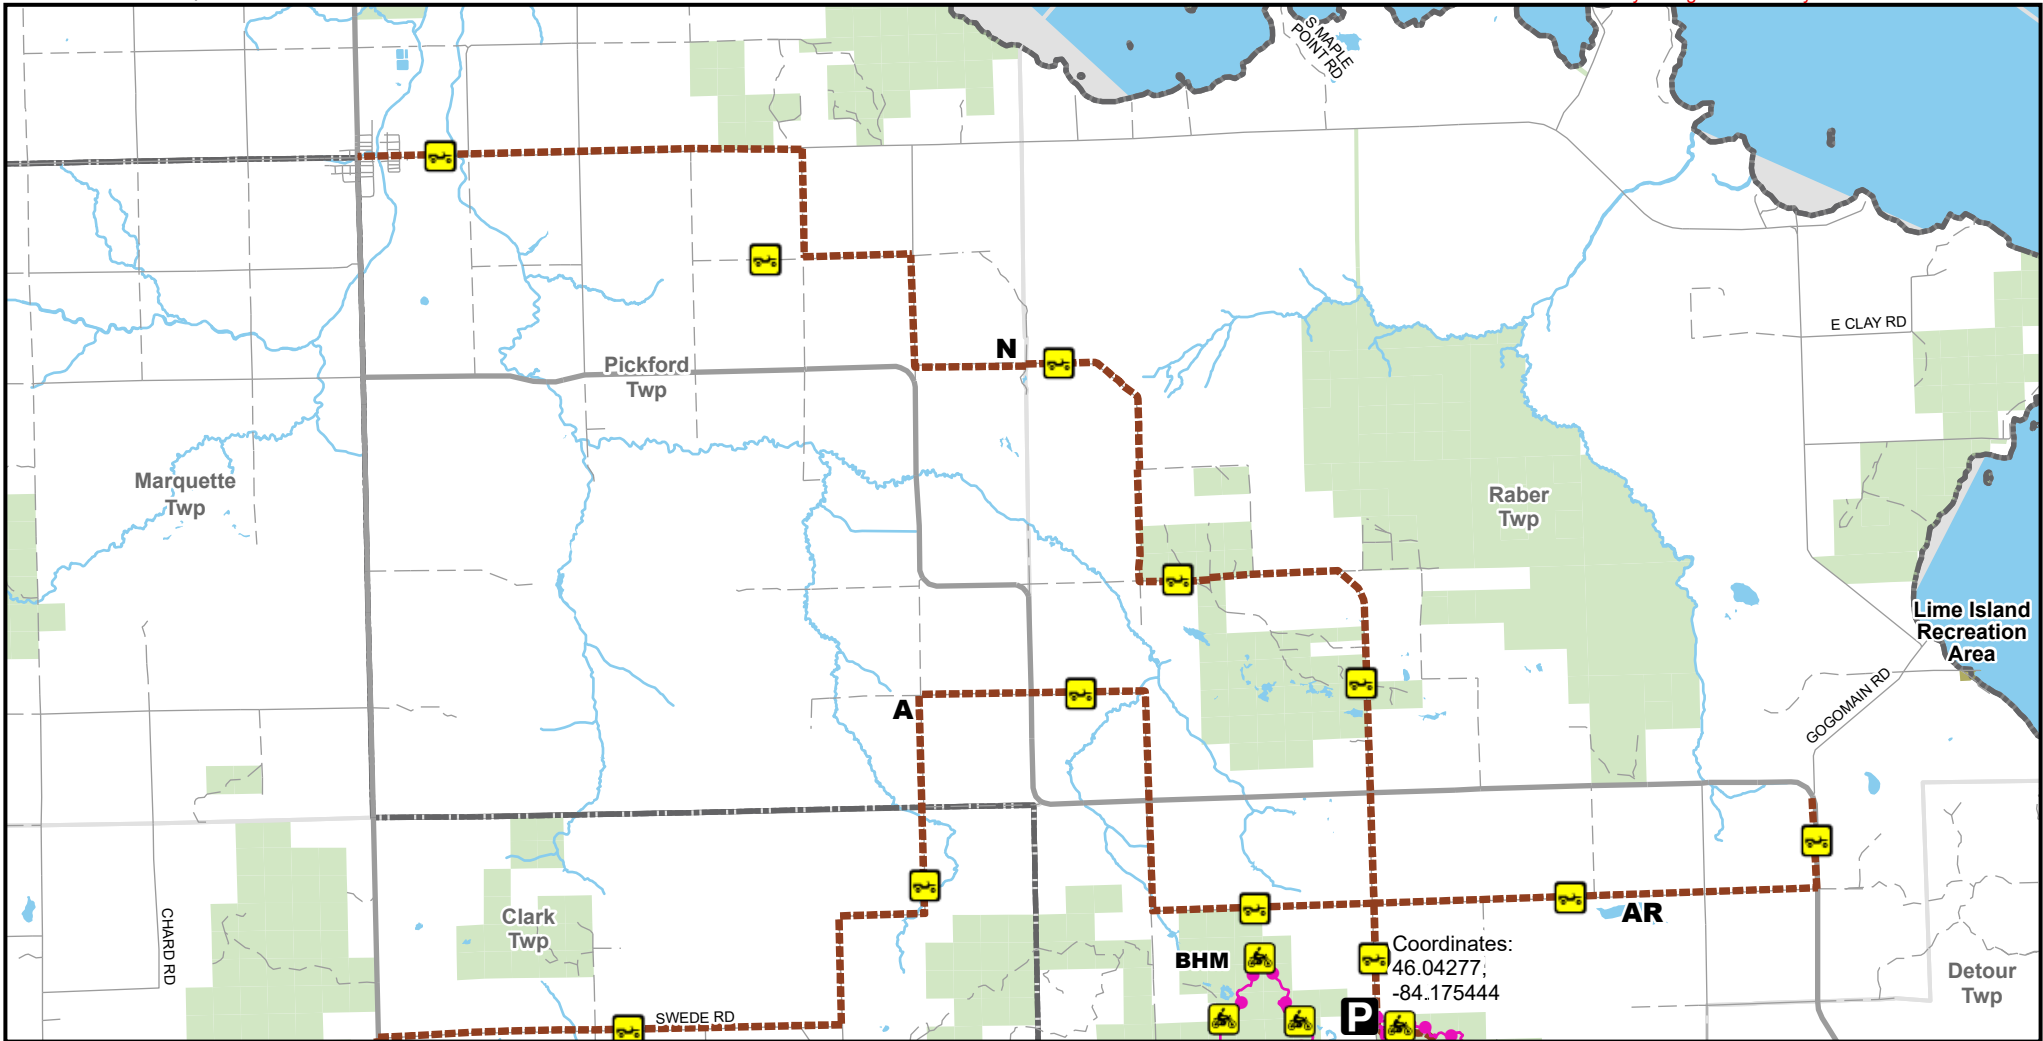 S MAPLE
POINT RD
E CLAY RD
N
Pickford
Twp
Marquette
Twp
Raber
Twp
Lime Island
Recreation
Area
GOGOMAIN RD
A
AR
CHARD RD
Clark
Twp
BHM
Coordinates:
46.04277,
-84.175444
Detour
Twp
SWEDE RD
P